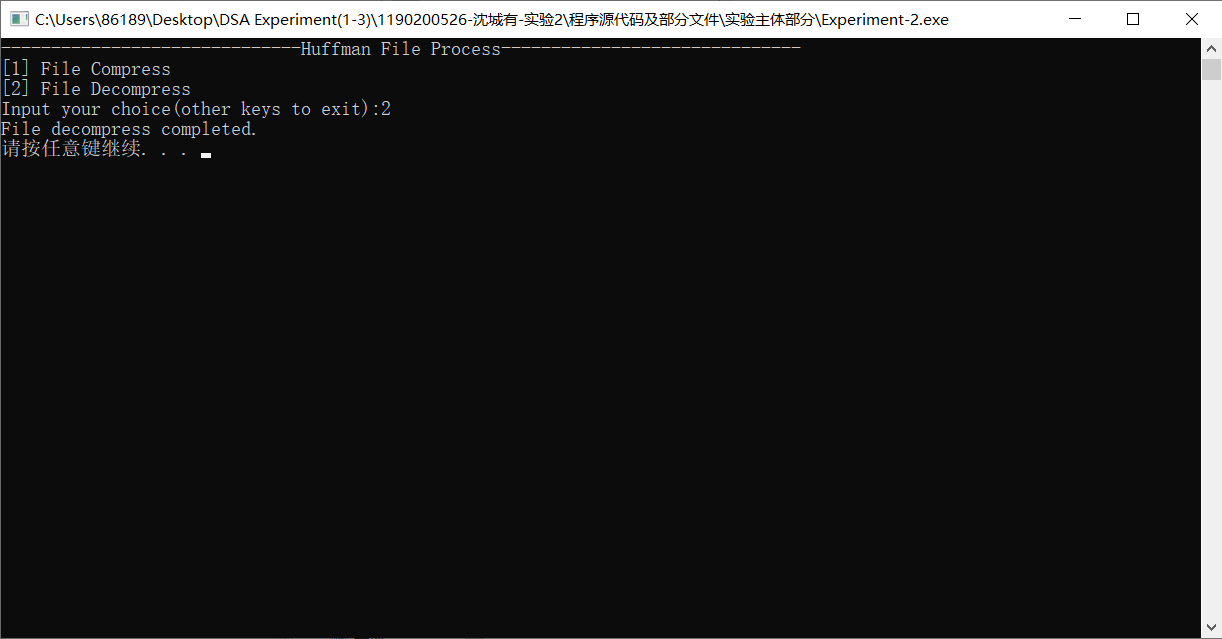 C:\Users\86189\Desktop\DSA Experiment(1-3)\1190200526-沈城有-实验2\程序源代码及部分文件\实验主体部分\Experiment-2.exe
------------------------------Huffman File Process------------------------------
[1] File Compress
[2] File Decompress
Input your choice(other keys to exit):2
File decompress completed.
请按任意键继续. . .